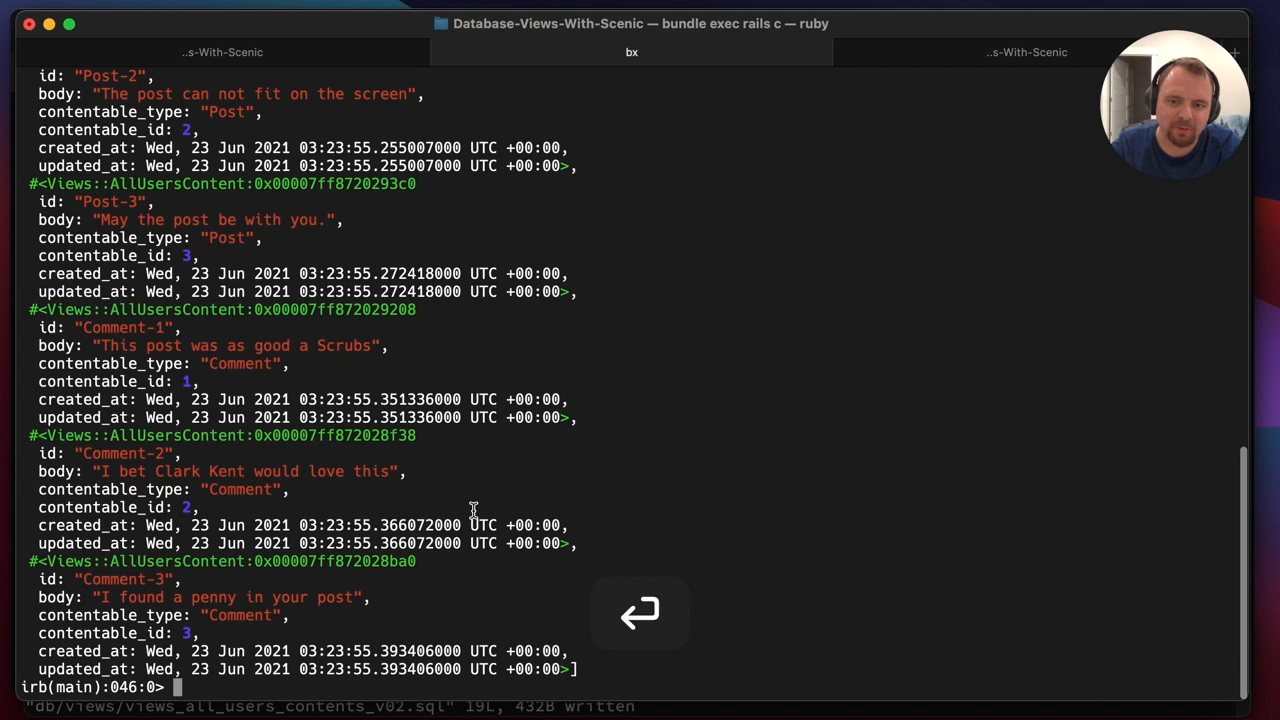 Database-Views-With-Scenic — bundle exec rails c — ruby
..s-With-Scenic
bx
..s-With-Scenic
id: "Post-2",
body: "The post can not fit on the screen",
contentable_type: "Post",
contentable_id: 2,
created_at: Wed, 23 Jun 2021 03:23:55.255007000 UTC +00:00,
updated_at: Wed, 23 Jun 2021 03:23:55.255007000 UTC +00:00>,
#<Views::AllUsersContent:0x00007ff8720293c0
id: "Post-3",
body: "May the post be with you.",
contentable_type: "Post",
contentable_id: 3,
created_at: Wed, 23 Jun 2021 03:23:55.272418000 UTC +00:00,
updated_at: Wed, 23 Jun 2021 03:23:55.272418000 UTC +00:00>,
#<Views::AllUsersContent:0x00007ff872029208
id: "Comment-1",
body: "This post was as good a Scrubs",
contentable_type: "Comment",
contentable_id: 1,
created_at: Wed, 23 Jun 2021 03:23:55.351336000 UTC +00:00,
updated_at: Wed, 23 Jun 2021 03:23:55.351336000 UTC +00:00>,
#<Views::AllUsersContent:0x00007ff872028f38
id: "Comment-2",
body: "I bet Clark Kent would love this",
contentable_type: "Comment",
contentable_id: 2,
created_at: Wed, 23 Jun 2021 03:23:55.366072000 UTC +00:00,
updated_at: Wed, 23 Jun 2021 03:23:55.366072000 UTC +00:00>,
#<Views::AllUsersContent:0x00007ff872028ba0
id: "Comment-3",
body: "I found a penny in your post",
contentable_type: "Comment",
contentable_id: 3,
created_at: Wed, 23 Jun 2021 03:23:55.393406000 UTC +00:00,
updated_at: Wed, 23 Jun 2021 03:23:55.393406000 UTC +00:00>]
irb(main):046:0>
"db/views/views_all_users_contents_v02.sql" 19L, 432B written